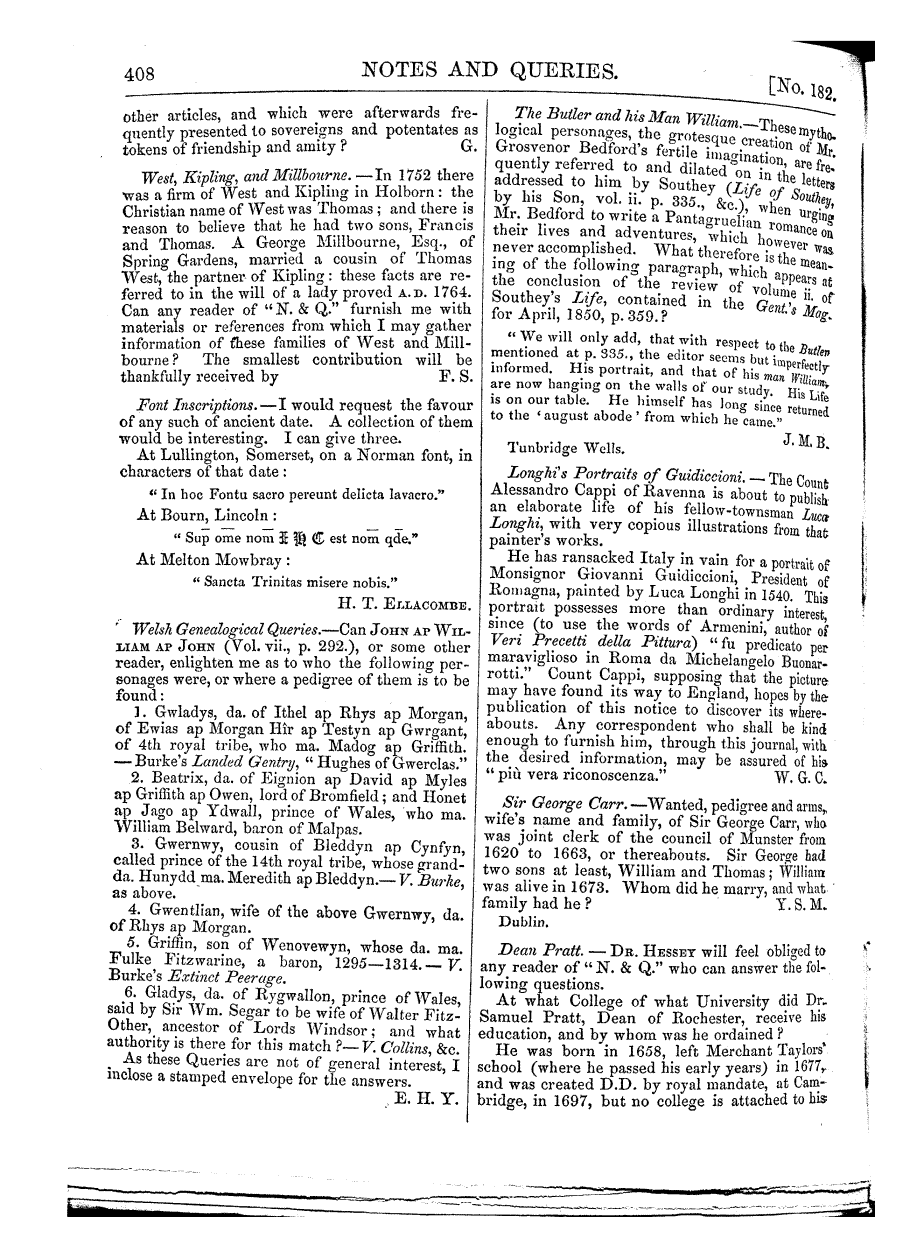 408
NOTES AND QUERIES.
[No. 182.
other articles, and which were afterwards fre-
quently presented to sovereigns and potentates as
tokens of friendship and amity ? G.
West, Kipling, and Millbourne. — In 1752 there
was a firm of West and Kipling in Holborn : the
Christian name of West was Thomas ; and there is
reason to believe that he had two sons, Francis
and Thomas. A George Millbourne, Esq., of
Spring Gardens, married a cousin of Thomas
West, the partner of Kipling : these facts are re-
ferred to in the will of a lady proved A. D. 1764.
Can any reader of "N. & Q." furnish me with
materials or references from which I may gather
information of these families of West and Mill-
bourne ? The smallest contribution will be
thankfully received by F. S.
Font Inscriptions. — I would request the favour
of any such of ancient date. A collection of them
would be interesting. I can give three.
At Lullington, Somerset, on a Norman font, in
characters of that date :
" In hoc Fontu sacro pereunt delicta lavacro."
At Bourn, Lincoln :
" Sup̄ ōme nom̄ I H C est nom̄ qd̄e."
At Melton Mowbray :
" Sancta Trinitas misere nobis."
H. T. ELLACOMBE.
Welsh Genealogical Queries.—Can JOHN AP WIL-
LIAM AP JOHN (Vol. vii., p. 292.), or some other
reader, enlighten me as to who the following per-
sonages were, or where a pedigree of them is to be
found :
1. Gwladys, da. of Ithel ap Rhys ap Morgan,
of Ewias ap Morgan Hîr ap Testyn ap Gwrgant,
of 4th royal tribe, who ma. Madog ap Griffith.
— Burke's Landed Gentry, " Hughes of Gwerclas."
2. Beatrix, da. of Eignion ap David ap Myles
ap Griffith ap Owen, lord of Bromfield ; and Honet
ap Jago ap Ydwall, prince of Wales, who ma.
William Belward, baron of Malpas.
3. Gwernwy, cousin of Bleddyn ap Cynfyn,
called prince of the 14th royal tribe, whose grand-
da. Hunydd ma. Meredith ap Bleddyn.— V. Burke,
as above.
4. Gwentlian, wife of the above Gwernwy, da.
of Rhys ap Morgan.
5. Griffin, son of Wenovewyn, whose da. ma.
Fulke Fitzwarine, a baron, 1295—1314. — V.
Burke's Extinct Peerage.
6. Gladys, da. of Rygwallon, prince of Wales,
said by Sir Wm. Segar to be wife of Walter Fitz-
Other, ancestor of Lords Windsor ; and what
authority is there for this match ?— V. Collins, &c.
As these Queries are not of general interest, I
inclose a stamped envelope for the answers.
E. H. Y.
The Butler and his Man William.—These mytho-
logical personages, the grotesque creation of Mr.
Grosvenor Bedford's fertile imagination, are fre-
quently referred to and dilated on in the letters
addressed to him by Southey (Life of Southey,
by his Son, vol. ii. p. 335., &c.), when urging
Mr. Bedford to write a Pantagruelian romance on
their lives and adventures, which however was
never accomplished. What therefore is the mean-
ing of the following paragraph, which appears at
the conclusion of the review of volume ii. of
Southey's Life, contained in the Gent.'s Mag.
for April, 1850, p. 359. ?
" We will only add, that with respect to the Butler
mentioned at p. 335., the editor seems but imperfectly
informed. His portrait, and that of his man William,
are now hanging on the walls of our study. His Life
is on our table. He himself has long since returned
to the ' august abode ' from which he came."
J. M. B.
Tunbridge Wells.
Longhi's Portraits of Guidiccioni. — The Count
Alessandro Cappi of Ravenna is about to publish
an elaborate life of his fellow-townsman Luca
Longhi, with very copious illustrations from that
painter's works.
He has ransacked Italy in vain for a portrait of
Monsignor Giovanni Guidiccioni, President of
Romagna, painted by Luca Longhi in 1540. This
portrait possesses more than ordinary interest,
since (to use the words of Armenini, author of
Veri Precetti della Pittura) " fu predicato per
maraviglioso in Roma da Michelangelo Buonar-
rotti." Count Cappi, supposing that the picture
may have found its way to England, hopes by the
publication of this notice to discover its where-
abouts. Any correspondent who shall be kind
enough to furnish him, through this journal, with
the desired information, may be assured of his
" più vera riconoscenza." W. G. C.
Sir George Carr. — Wanted, pedigree and arms,
wife's name and family, of Sir George Carr, who
was joint clerk of the council of Munster from
1620 to 1663, or thereabouts. Sir George had
two sons at least, William and Thomas ; William
was alive in 1673. Whom did he marry, and what
family had he ? Y. S. M.
Dublin.
Dean Pratt. — DR. HESSEY will feel obliged to
any reader of " N. & Q." who can answer the fol-
lowing questions.
At what College of what University did Dr.
Samuel Pratt, Dean of Rochester, receive his
education, and by whom was he ordained ?
He was born in 1658, left Merchant Taylors'
school (where he passed his early years) in 1677,
and was created D.D. by royal mandate, at Cam-
bridge, in 1697, but no college is attached to his